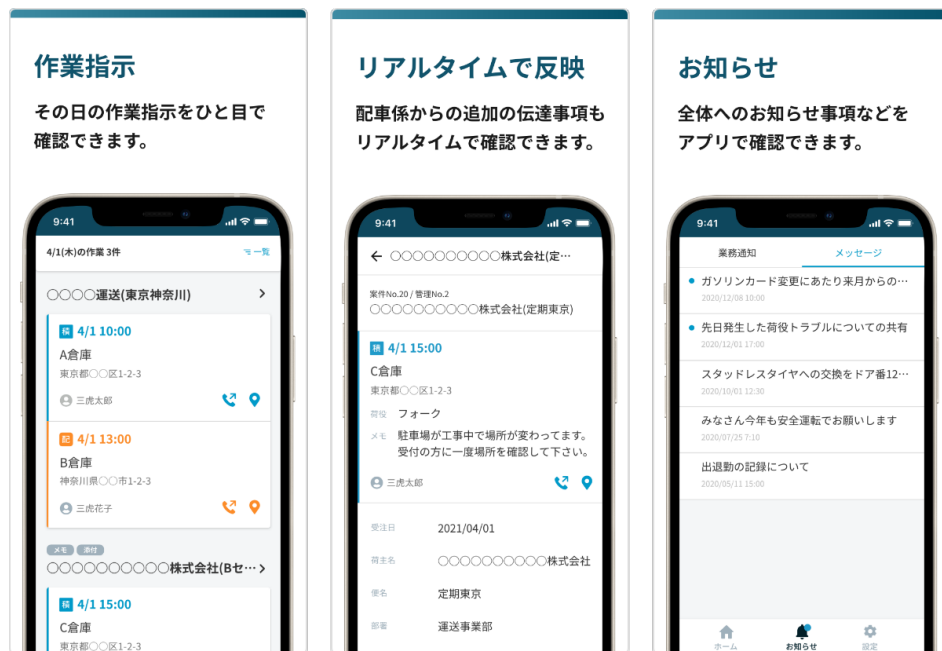 作業指示
その日の作業指示をひと目で
確認できます。
9:41
4/1(木)の作業 3件
一覧
○○○○運送(東京神奈川)
積 4/1 10:00
A倉庫
東京都○○区1-2-3
三虎太郎
配 4/1 13:00
B倉庫
神奈川県○○市1-2-3
三虎花子
メモ 添付
○○○○○○○○○○株式会社(Bセ…
積 4/1 15:00
C倉庫
東京都○○区1-2-3
リアルタイムで反映
配車係からの追加の伝達事項も
リアルタイムで確認できます。
9:41
○○○○○○○○○○株式会社(定…
案件No.20 / 管理No.2
○○○○○○○○○○株式会社(定期東京)
積 4/1 15:00
C倉庫
東京都○○区1-2-3
荷役 フォーク
メモ 駐車場が工事中で場所が変わってます。
受付の方に一度場所を確認して下さい。
三虎太郎
受注日 2021/04/01
荷主名 ○○○○○○○○○○株式会社
便名 定期東京
部署 運送事業部
お知らせ
全体へのお知らせ事項などを
アプリで確認できます。
9:41
業務通知 メッセージ
ガソリンカード変更にあたり来月からの…
2020/12/08 10:00
先日発生した荷役トラブルについての共有
2020/12/01 17:00
スタッドレスタイヤへの交換をドア番12…
2020/10/01 12:30
みなさん今年も安全運転でお願いします
2020/07/25 7:10
出退勤の記録について
2020/05/11 15:00
ホーム お知らせ 設定